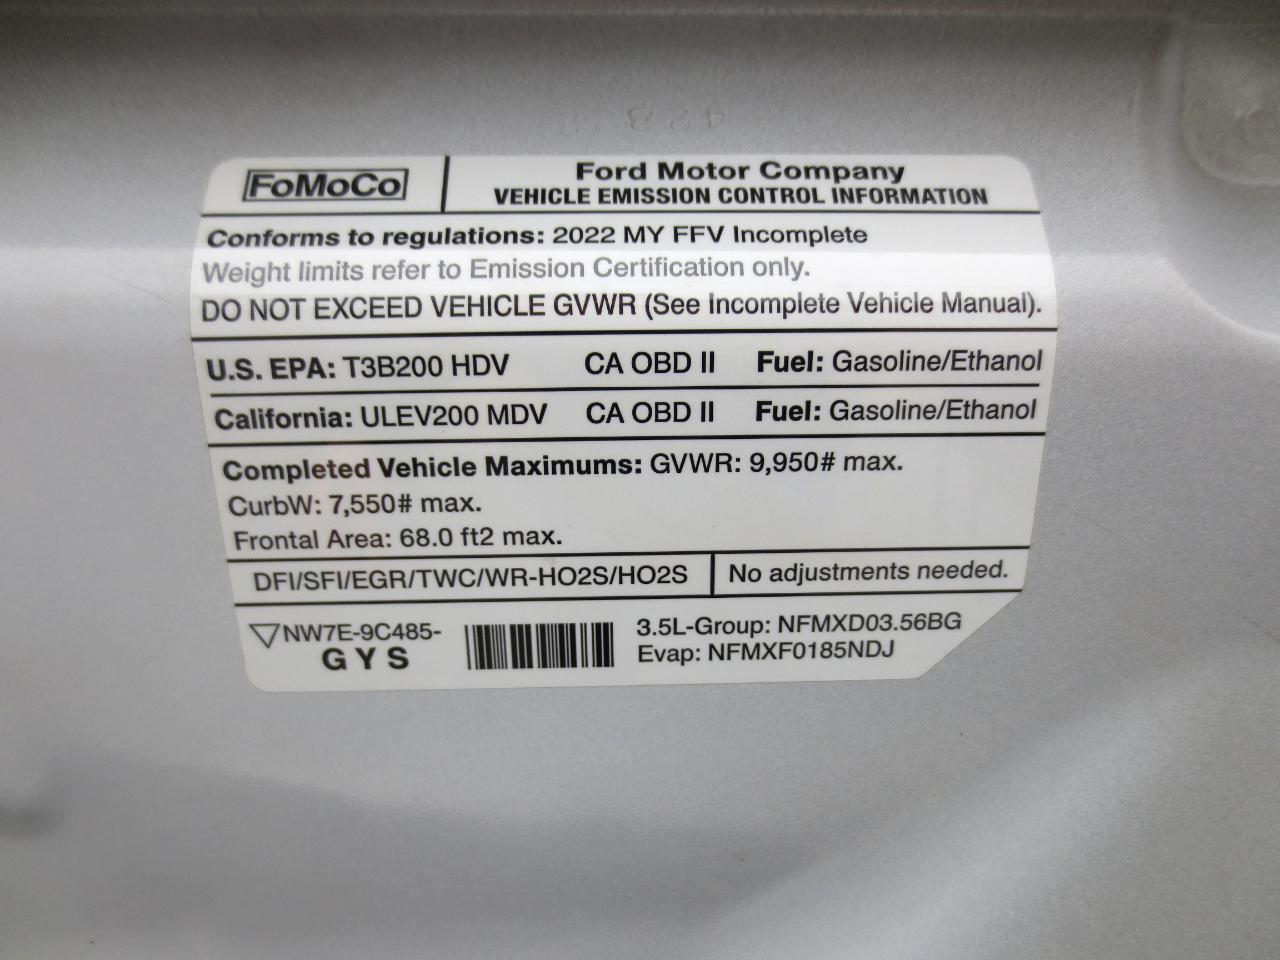 FoMoCo
Ford Motor Company
VEHICLE EMISSION CONTROL INFORMATION
Conforms to regulations: 2022 MY FFV Incomplete
Weight limits refer to Emission Certification only.
DO NOT EXCEED VEHICLE GVWR (See Incomplete Vehicle Manual).
U.S. EPA: T3B200 HDV CA OBD II Fuel: Gasoline/Ethanol
California: ULEV200 MDV CA OBD II Fuel: Gasoline/Ethanol
Completed Vehicle Maximums: GVWR: 9,950# max.
CurbW: 7,550# max.
Frontal Area: 68.0 ft2 max.
DFI/SFI/EGR/TWC/WR-HO2S/HO2S
No adjustments needed.
NW7E-9C485-
GYS
3.5L-Group: NFMXD03.56BG
Evap: NFMXF0185NDJ